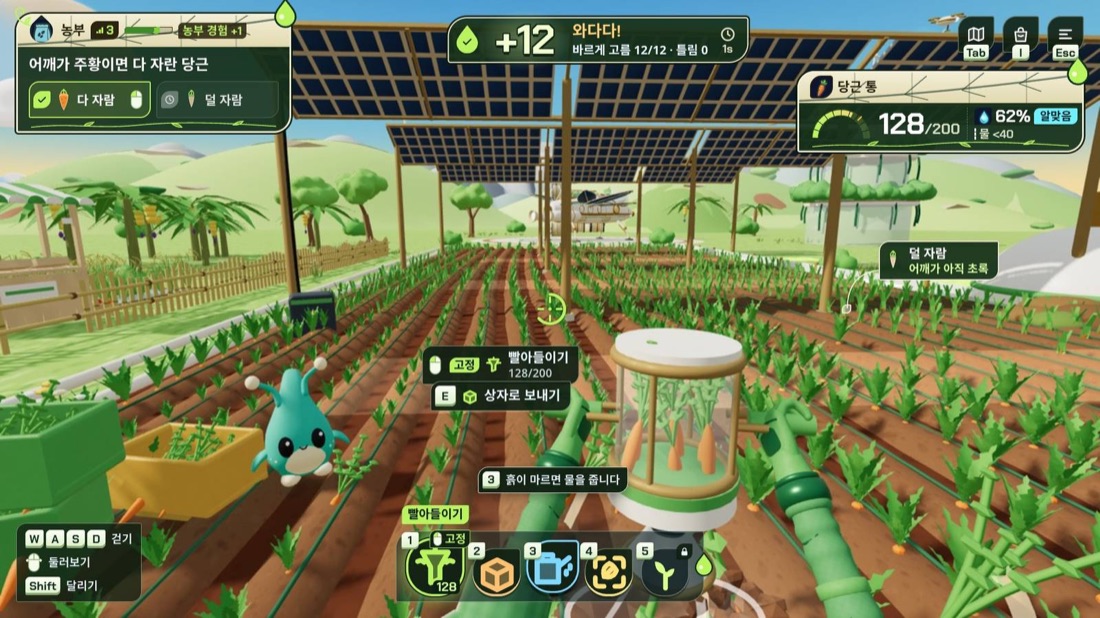 농부 3 농부 경험 +1
어깨가 주황이면 다 자란 당근
다 자람 덜 자람
+12 와다다!
바르게 고름 12/12 · 틀림 0 1s
Tab I Esc
당근 통
128/200 62% 알맞음
물 <40
덜 자람
어깨가 아직 초록
고정 빨아들이기
128/200
E 상자로 보내기
3 흙이 마르면 물을 줍니다
빨아들이기
1 고정 2 3 4 5
128
W A S D 걷기
둘러보기
Shift 달리기